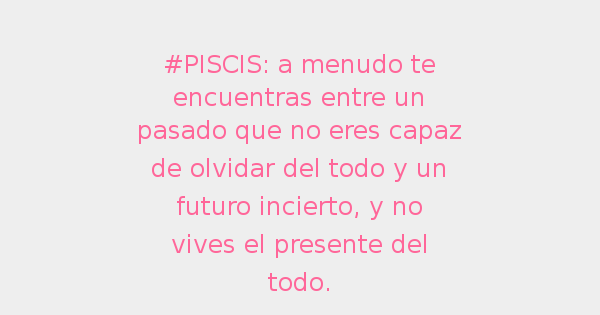 #PISCIS: a menudo te
encuentras entre un
pasado que no eres capaz
de olvidar del todo y un
futuro incierto, y no
vives el presente del
todo.